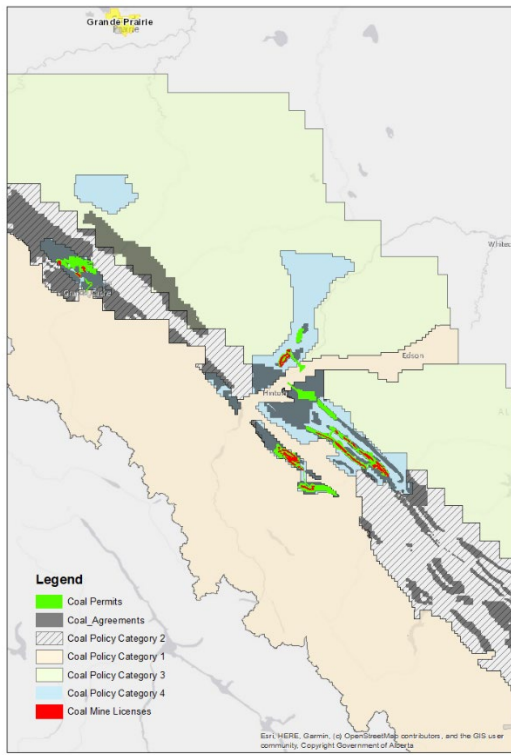 Grande Prairie
Prairie
Edson
Legend
Coal Permits
Coal_Agreements
Coal Policy Category 2
Coal Policy Category 1
Coal Policy Category 3
Coal Policy Category 4
Coal Mine Licenses
Esri, HERE, Garmin, (c) OpenStreetMap contributors, and the GIS user
community, Copyright Government of Alberta